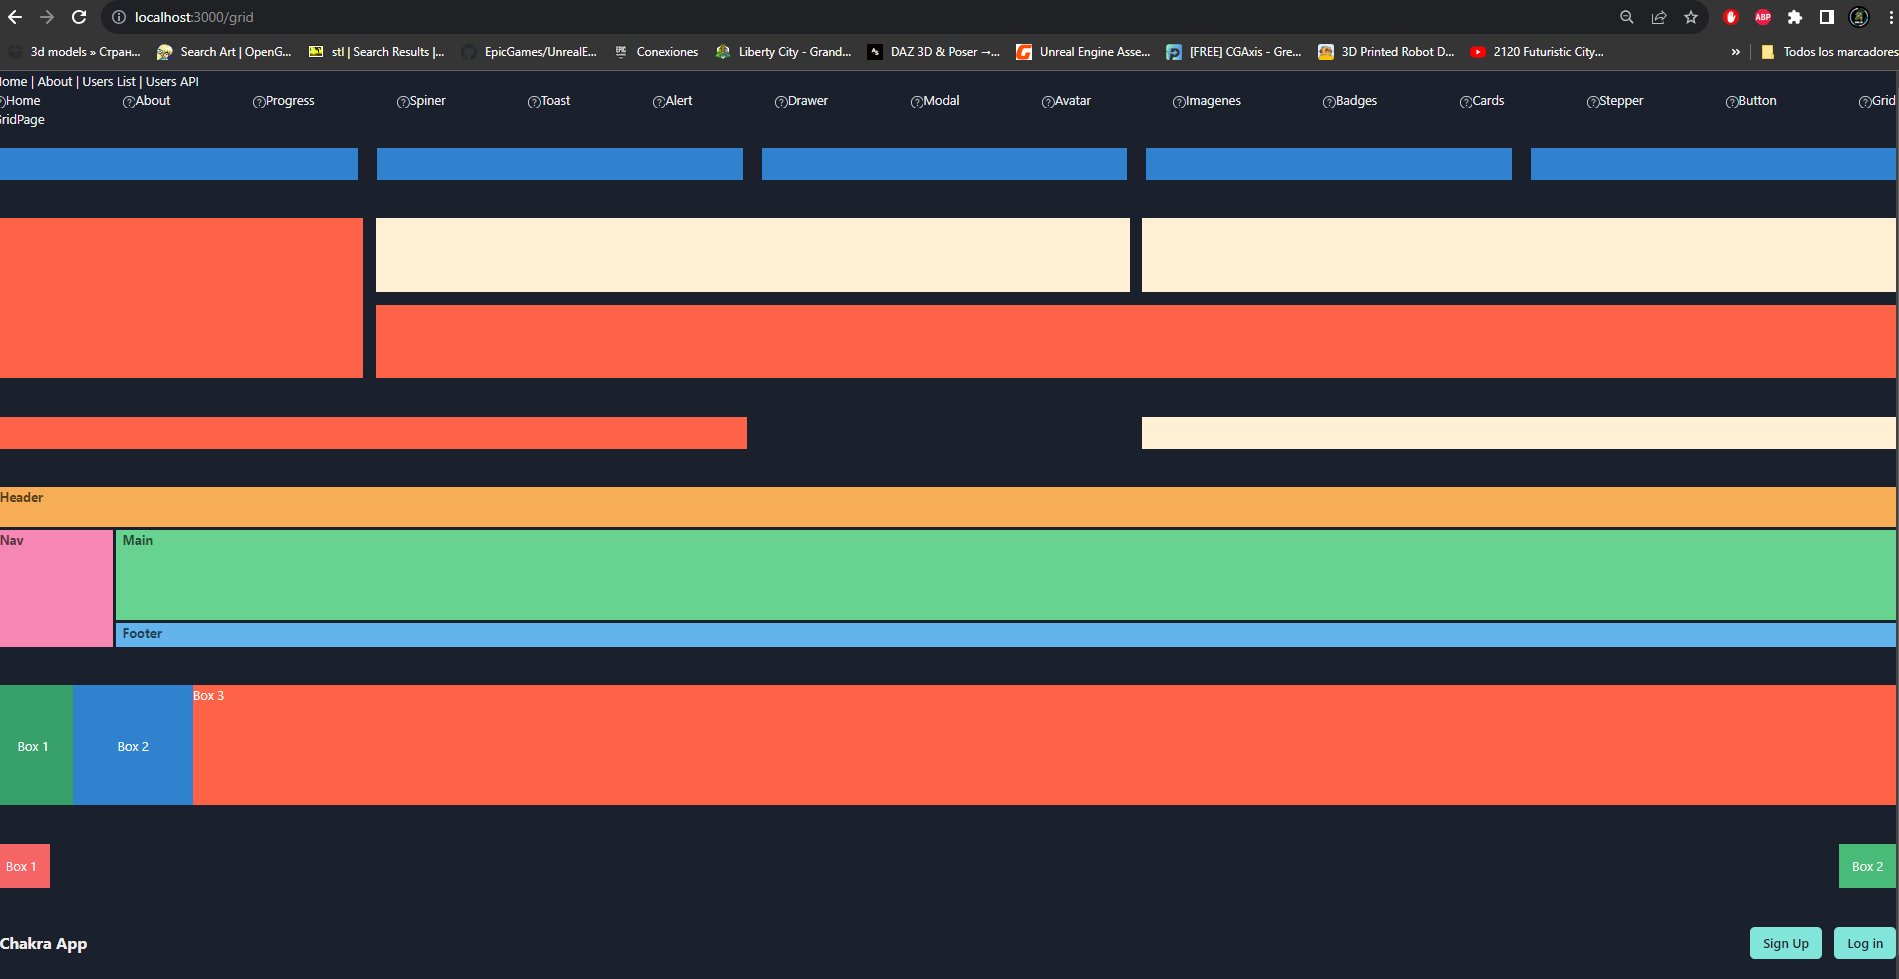 localhost:3000/grid
ABP
3d models » Стран... Search Art | OpenG... stl | Search Results |... EpicGames/UnrealE... EPIC Conexiones Liberty City - Grand... DAZ 3D & Poser →... Unreal Engine Asse... [FREE] CGAxis - Gre... 3D Printed Robot D... 2120 Futuristic City... » Todos los marcadores
ome | About | Users List | Users API
Home About Progress Spiner Toast Alert Drawer Modal Avatar Imagenes Badges Cards Stepper Button Grid
GridPage
Header
Nav Main
Footer
Box 3
Box 1 Box 2
Box 1 Box 2
Chakra App Sign Up Log in